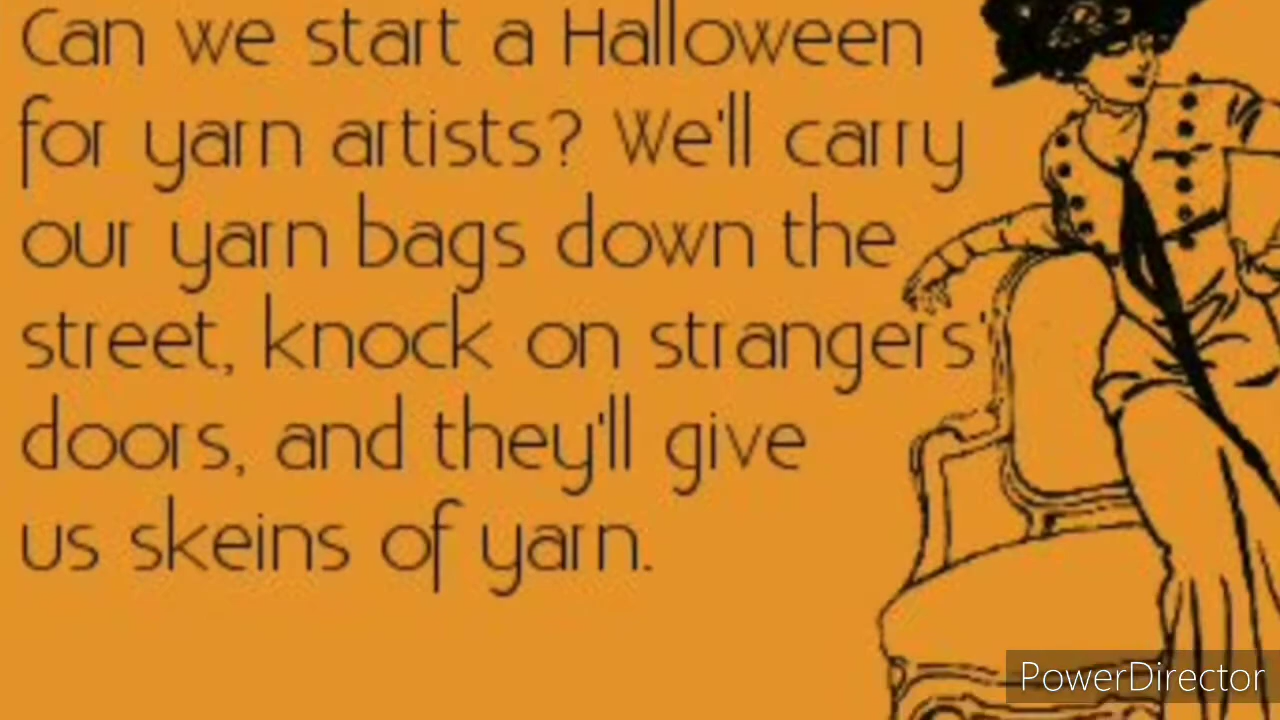 Can we start a Halloween
for yarn artists? We'll carry
our yarn bags down the
street, knock on strangers'
doors, and they'll give
us skeins of yarn.
PowerDirector